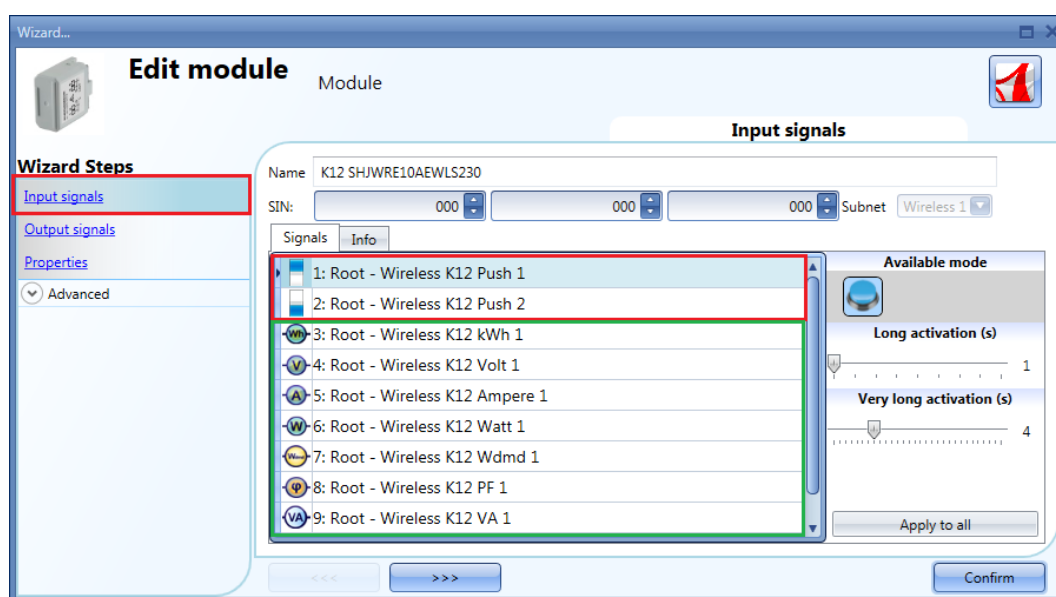 Wizard...
Edit module
Module
Input signals
Wizard Steps
Input signals
Output signals
Properties
Advanced
Name K12 SHJWRE10AEWLS230
SIN: 000 000 000 Subnet Wireless 1
Signals Info
1: Root - Wireless K12 Push 1
2: Root - Wireless K12 Push 2
Wh 3: Root - Wireless K12 kWh 1
V 4: Root - Wireless K12 Volt 1
A 5: Root - Wireless K12 Ampere 1
W 6: Root - Wireless K12 Watt 1
7: Root - Wireless K12 Wdmd 1
φ 8: Root - Wireless K12 PF 1
VA 9: Root - Wireless K12 VA 1
Available mode
Long activation (s)
1
Very long activation (s)
4
Apply to all
<<< >>> Confirm